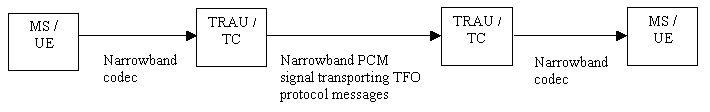 MS /
UE
TRAU /
TC
TRAU /
TC
MS /
UE
Narrowband
codec
Narrowband PCM
signal transporting TFO
protocol messages
Narrowband
codec